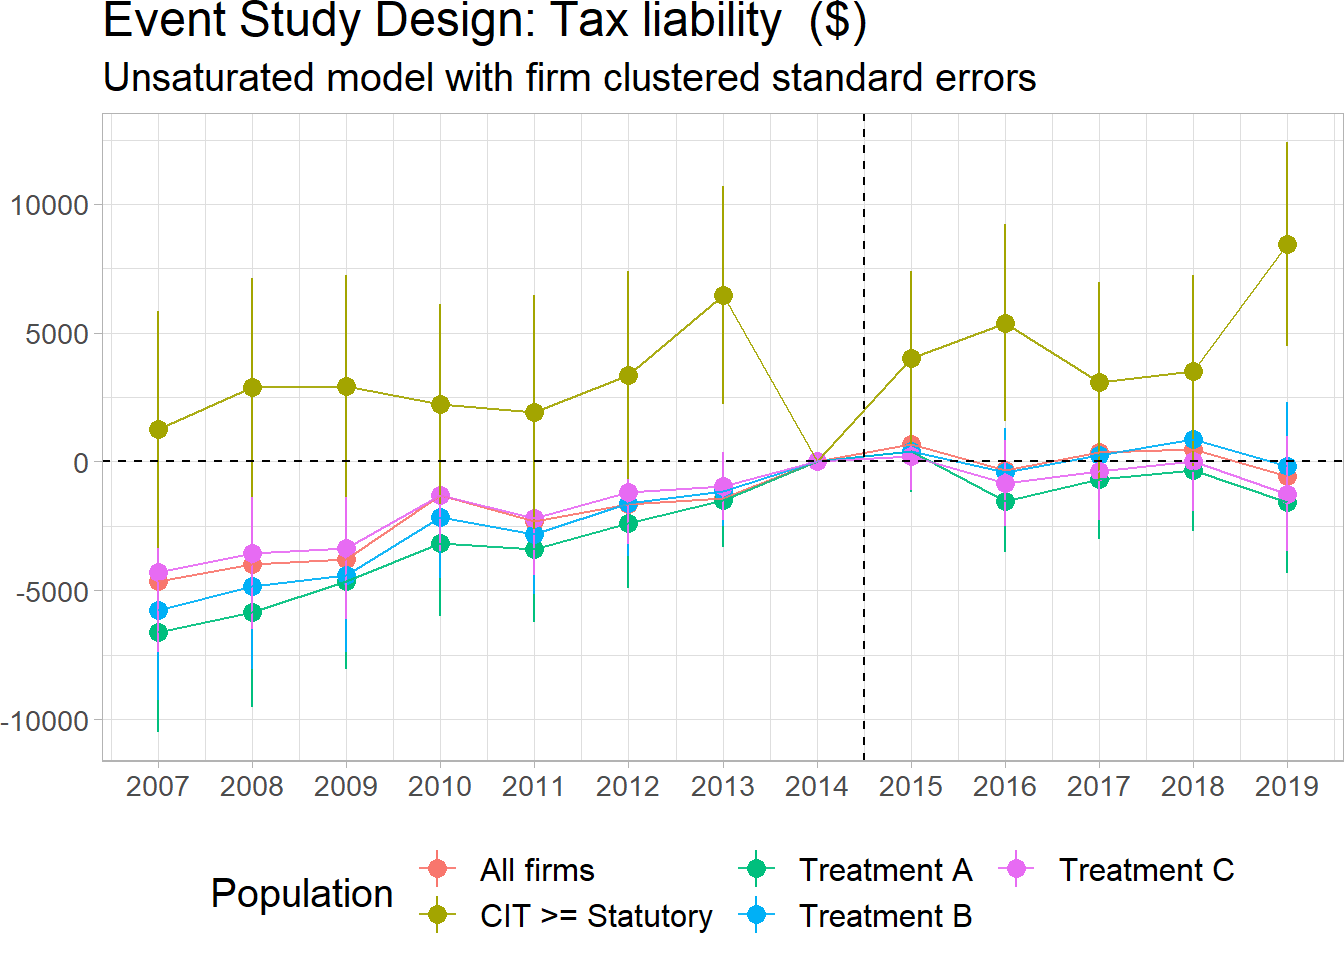 Event Study Design: Tax liability  ($)
Unsaturated model with firm clustered standard errors
10000
5000
0
-5000
-10000
2007 2008 2009 2010 2011 2012 2013 2014 2015 2016 2017 2018 2019
Population
All firms
CIT >= Statutory
Treatment A
Treatment B
Treatment C